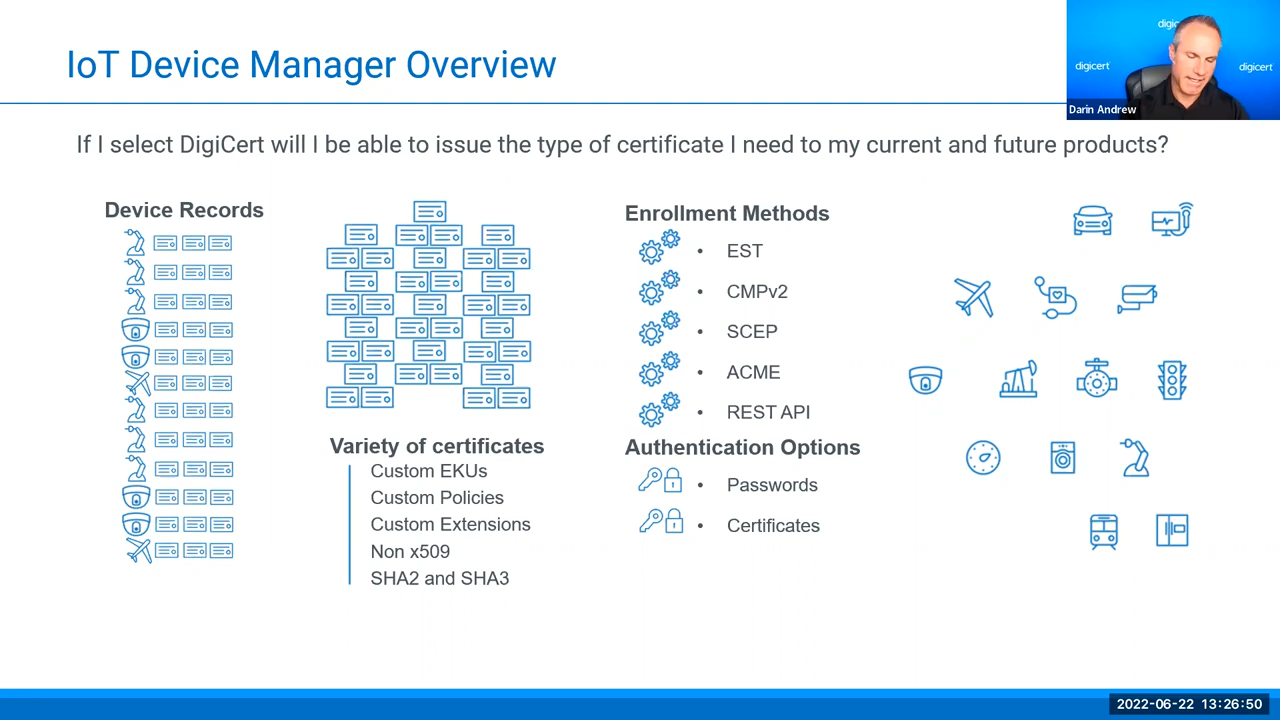 IoT Device Manager Overview
digic
digicert
digicert
Darin Andrew
If I select DigiCert will I be able to issue the type of certificate I need to my current and future products?
Device Records
Variety of certificates
Custom EKUs
Custom Policies
Custom Extensions
Non x509
SHA2 and SHA3
Enrollment Methods
• EST
• CMPv2
• SCEP
• ACME
• REST API
Authentication Options
• Passwords
• Certificates
2022-06-22 13:26:50